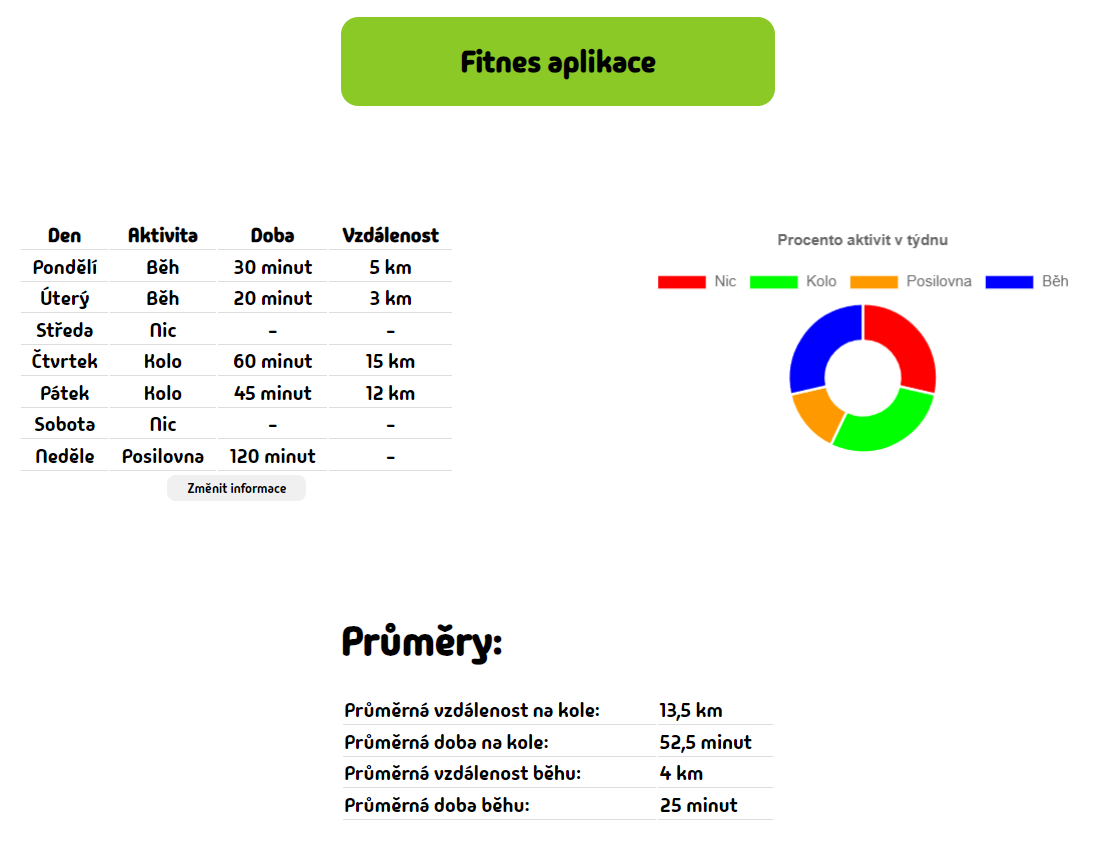 Fitnes aplikace
Den Aktivita Doba Vzdálenost
Pondělí Běh 30 minut 5 km
Úterý Běh 20 minut 3 km
Středa Nic - -
Čtvrtek Kolo 60 minut 15 km
Pátek Kolo 45 minut 12 km
Sobota Nic - -
Neděle Posilovna 120 minut -
Změnit informace
Procento aktivit v týdnu
Nic Kolo Posilovna Běh
Průměry:
Průměrná vzdálenost na kole: 13,5 km
Průměrná doba na kole: 52,5 minut
Průměrná vzdálenost běhu: 4 km
Průměrná doba běhu: 25 minut